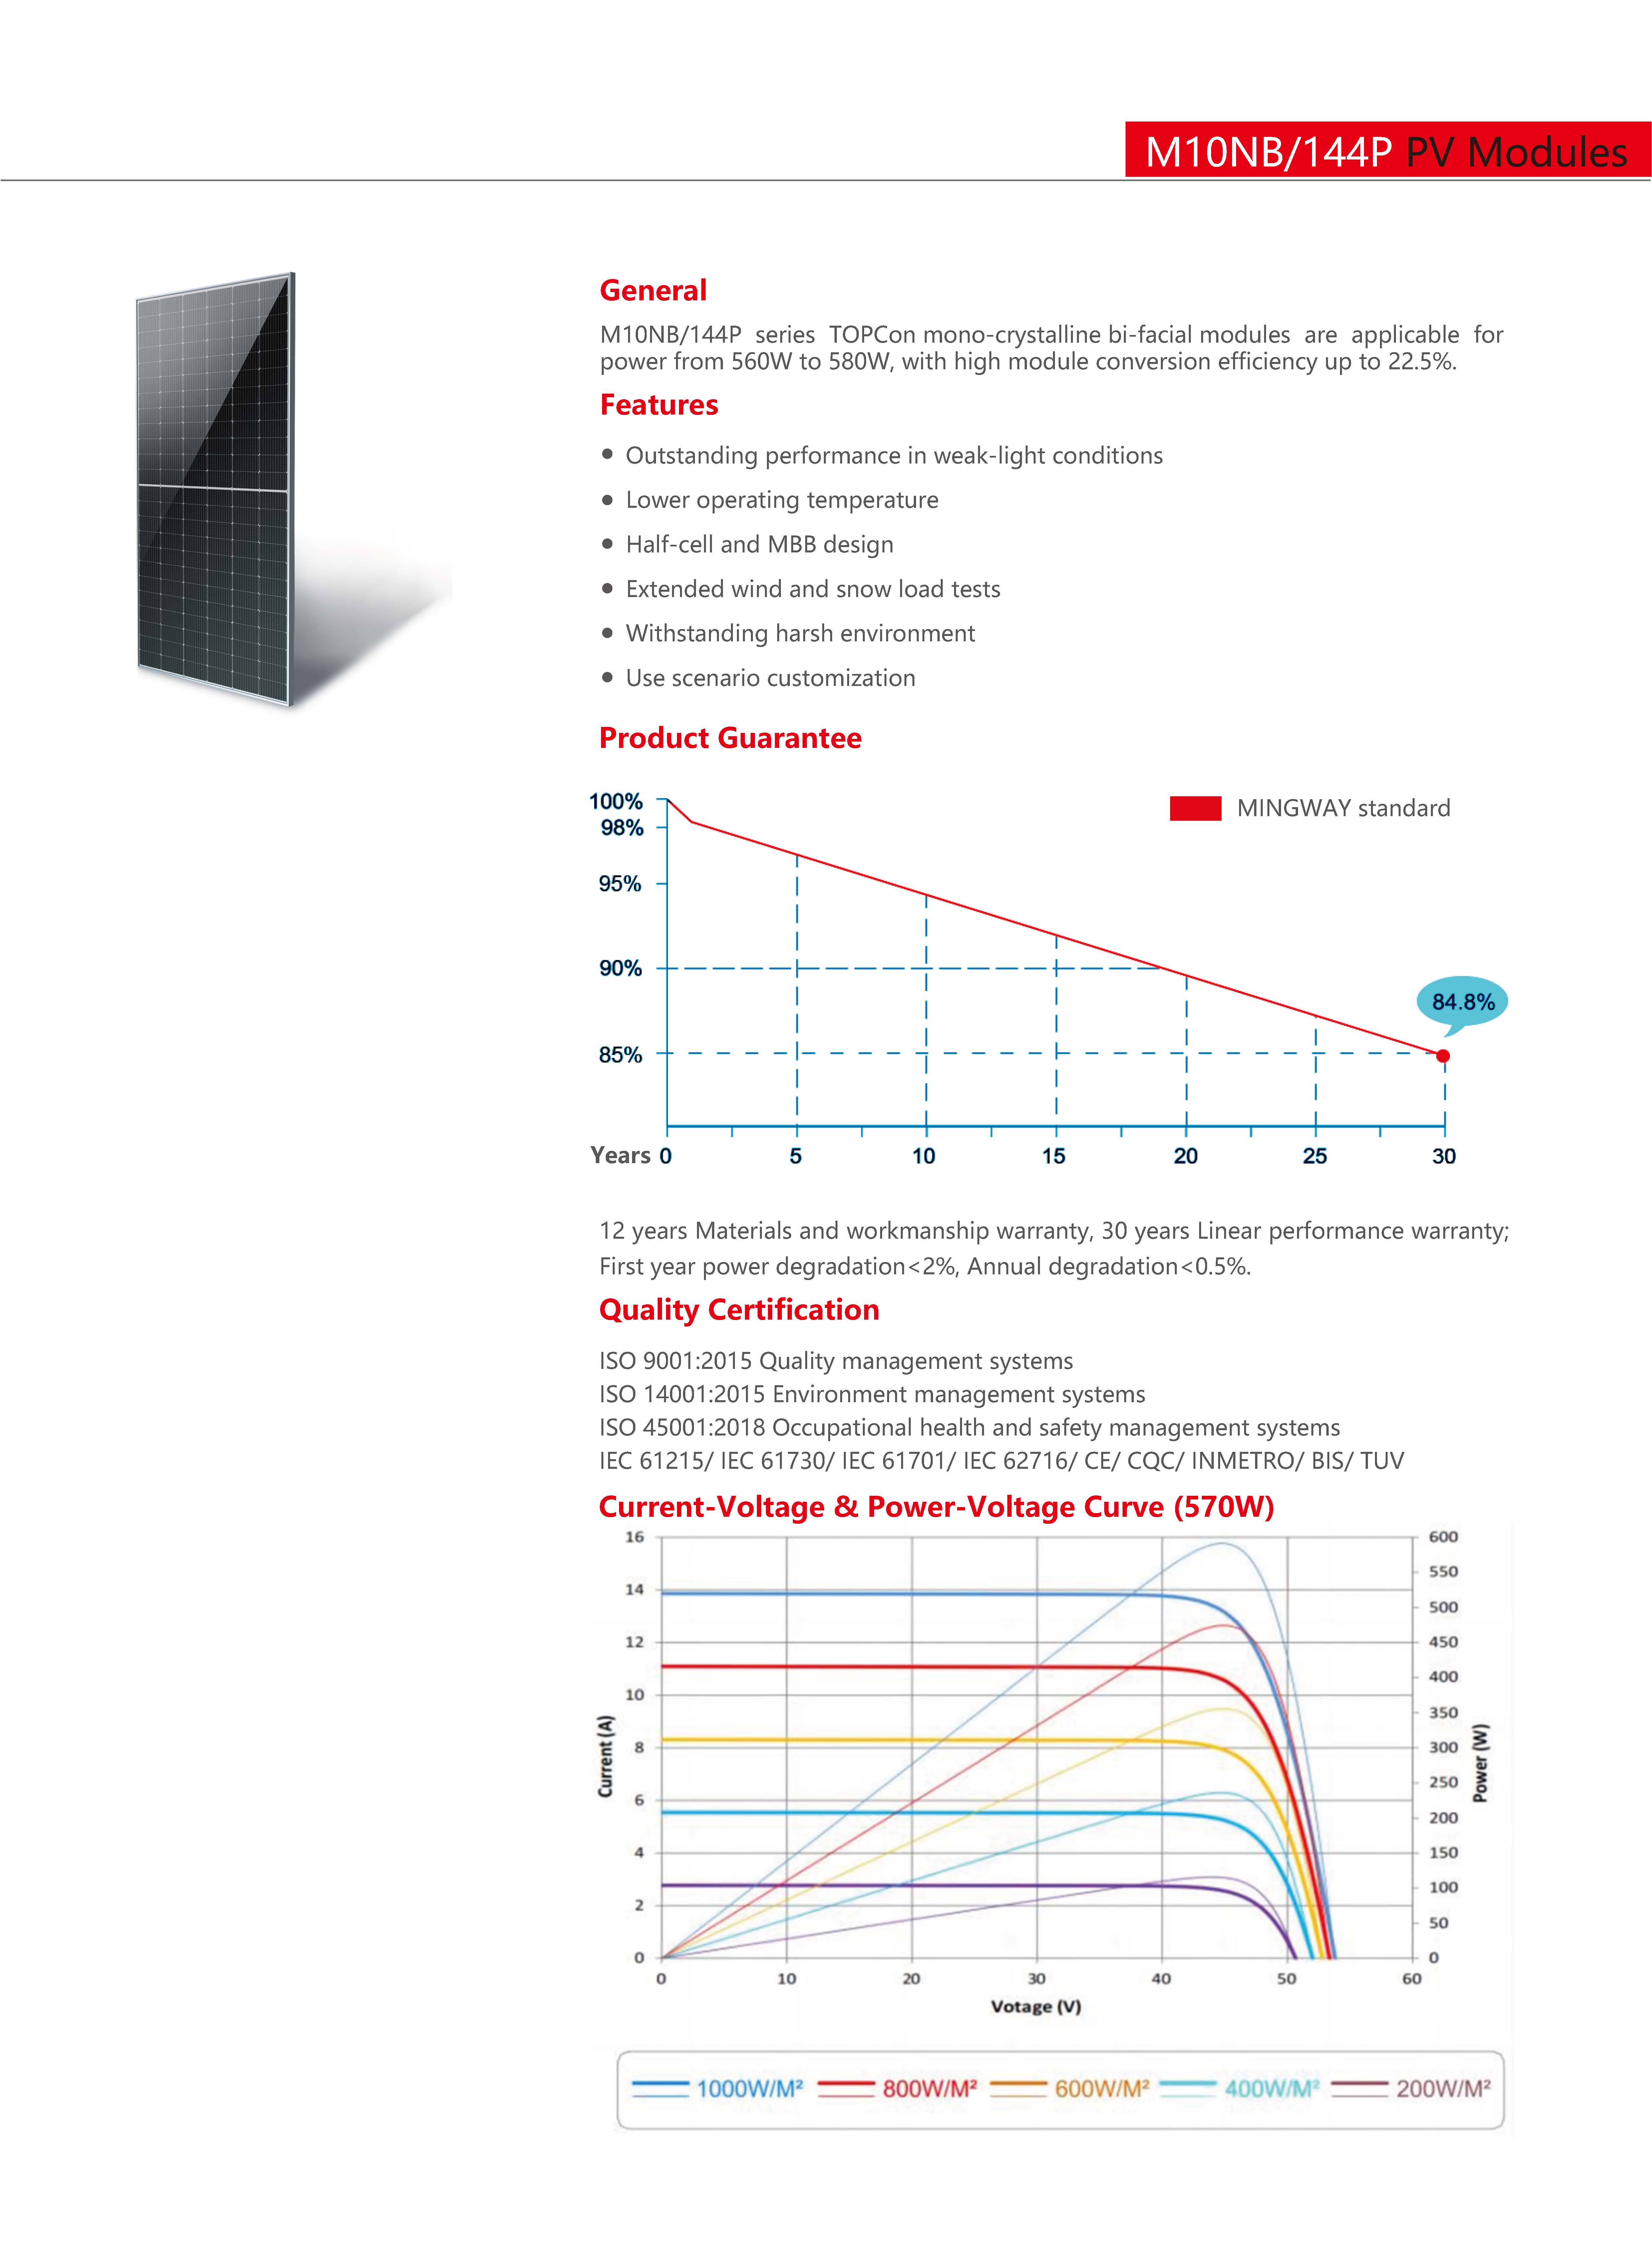 M10NB/144P PV Modules
General
M10NB/144P series TOPCon mono-crystalline bi-facial modules are applicable for
power from 560W to 580W, with high module conversion efficiency up to 22.5%.
Features
● Outstanding performance in weak-light conditions
● Lower operating temperature
● Half-cell and MBB design
● Extended wind and snow load tests
● Withstanding harsh environment
● Use scenario customization
Product Guarantee
MINGWAY standard
100%
98%
95%
90%
85%
84.8%
Years 0 5 10 15 20 25 30
12 years Materials and workmanship warranty, 30 years Linear performance warranty;
First year power degradation<2%, Annual degradation<0.5%.
Quality Certification
ISO 9001:2015 Quality management systems
ISO 14001:2015 Environment management systems
ISO 45001:2018 Occupational health and safety management systems
IEC 61215/ IEC 61730/ IEC 61701/ IEC 62716/ CE/ CQC/ INMETRO/ BIS/ TUV
Current-Voltage & Power-Voltage Curve (570W)
Current (A)
16
14
12
10
8
6
4
2
0
600
550
500
450
400
350
300
250
200
150
100
50
0
Power (W)
0 10 20 30 40 50 60
Votage (V)
1000W/M² 800W/M² 600W/M² 400W/M² 200W/M²